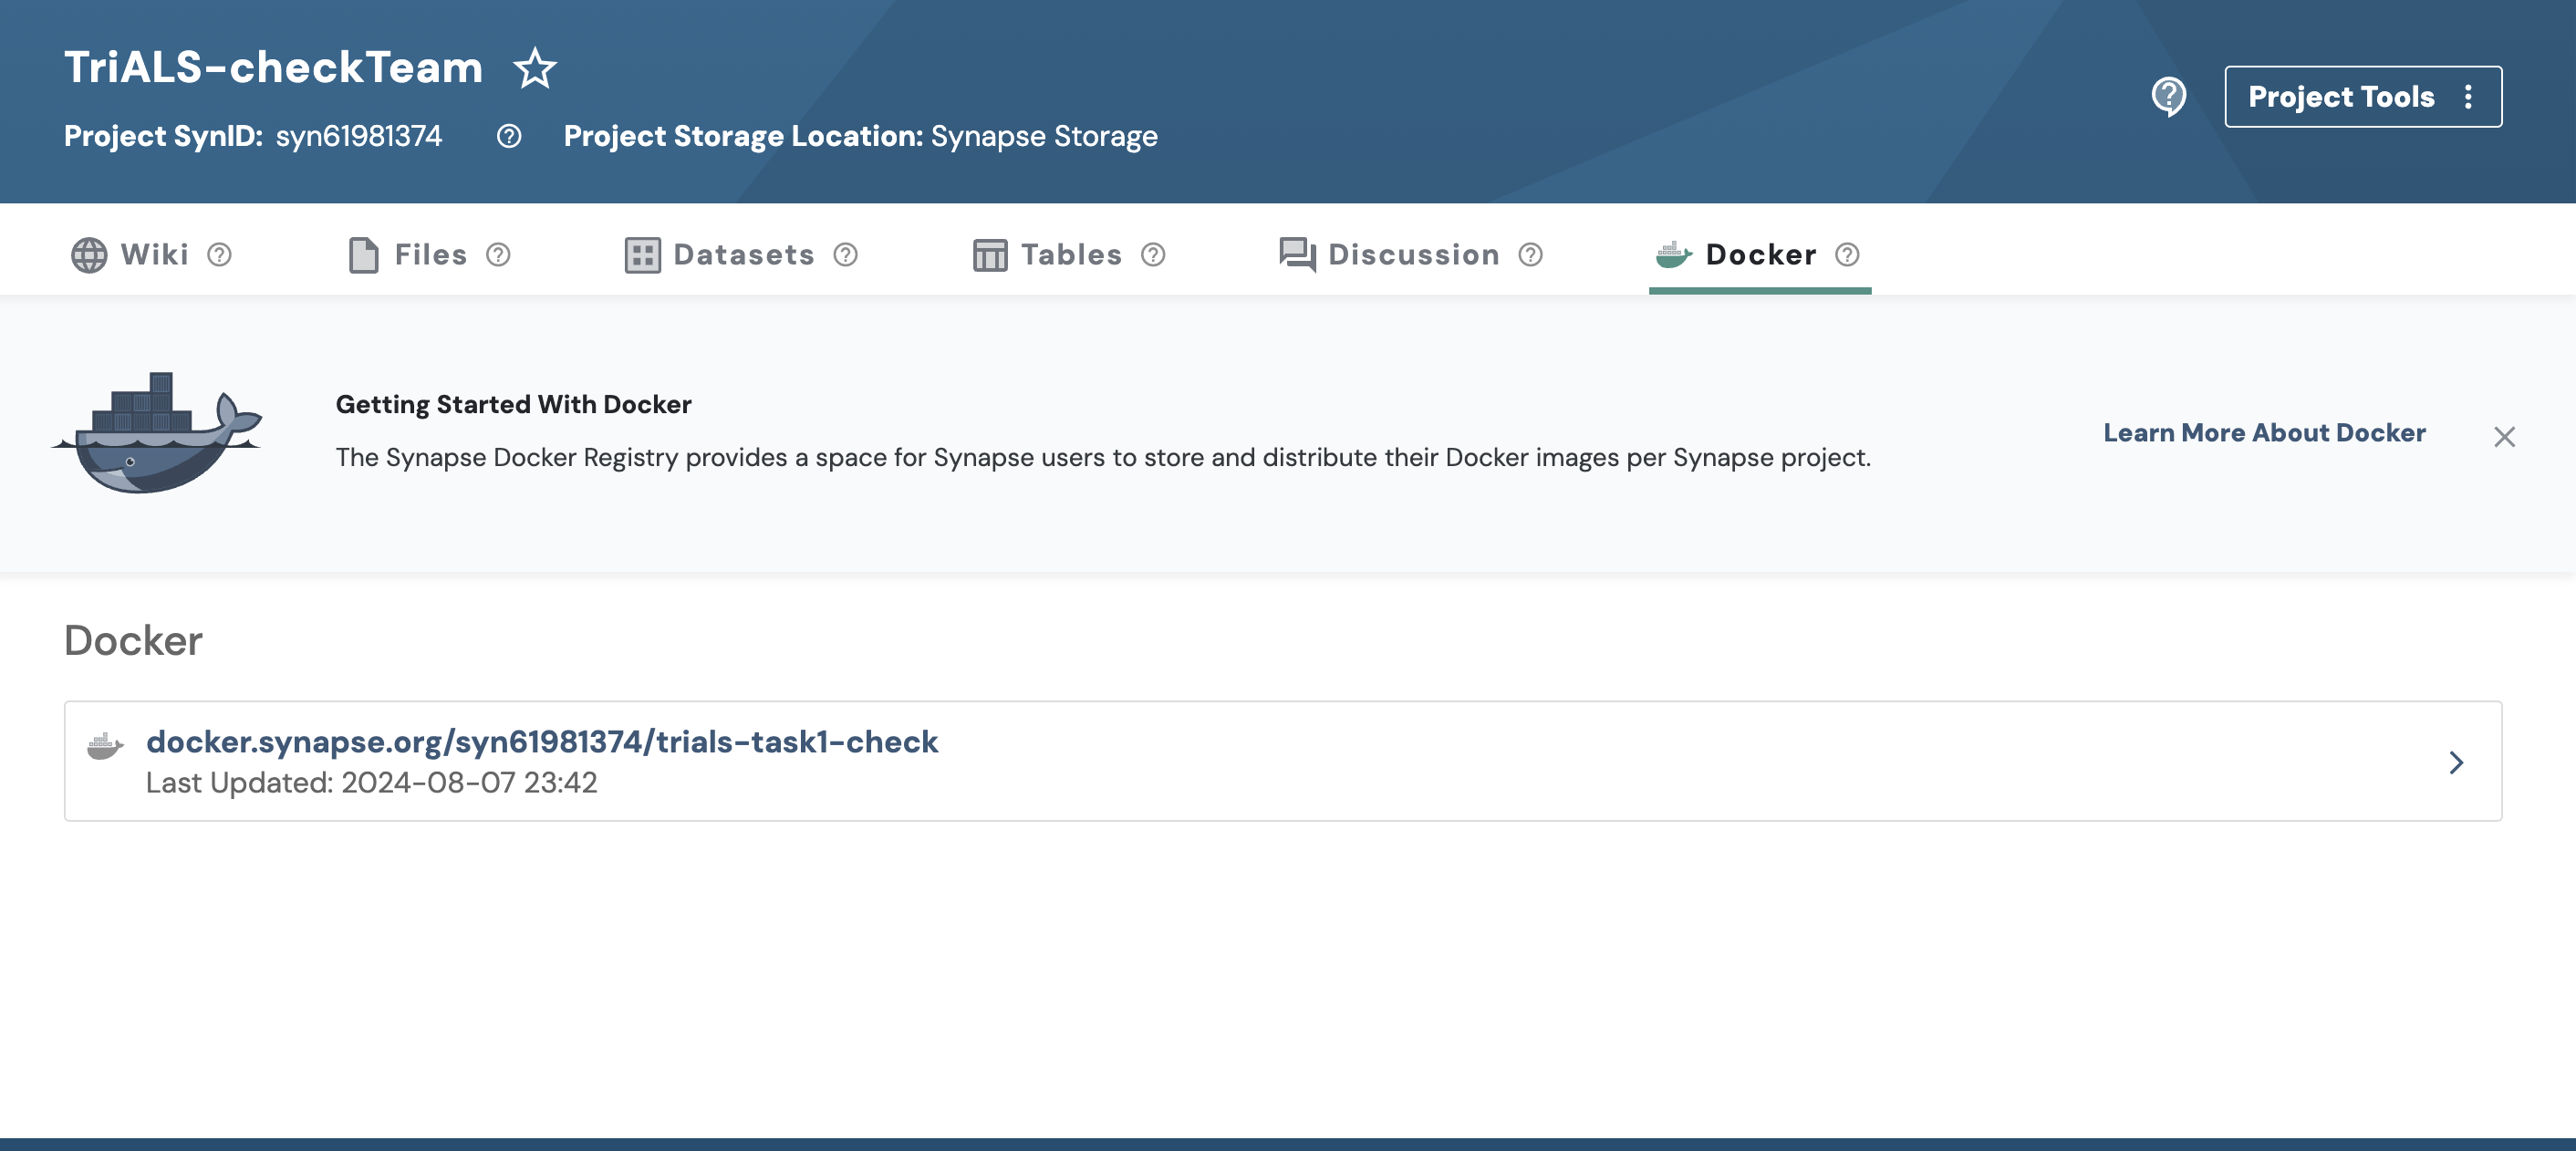 TriALS-checkTeam
Project SynID: syn61981374 Project Storage Location: Synapse Storage
Project Tools
Wiki Files Datasets Tables Discussion Docker
Getting Started With Docker
The Synapse Docker Registry provides a space for Synapse users to store and distribute their Docker images per Synapse project.
Learn More About Docker
Docker
docker.synapse.org/syn61981374/trials-task1-check
Last Updated: 2024-08-07 23:42